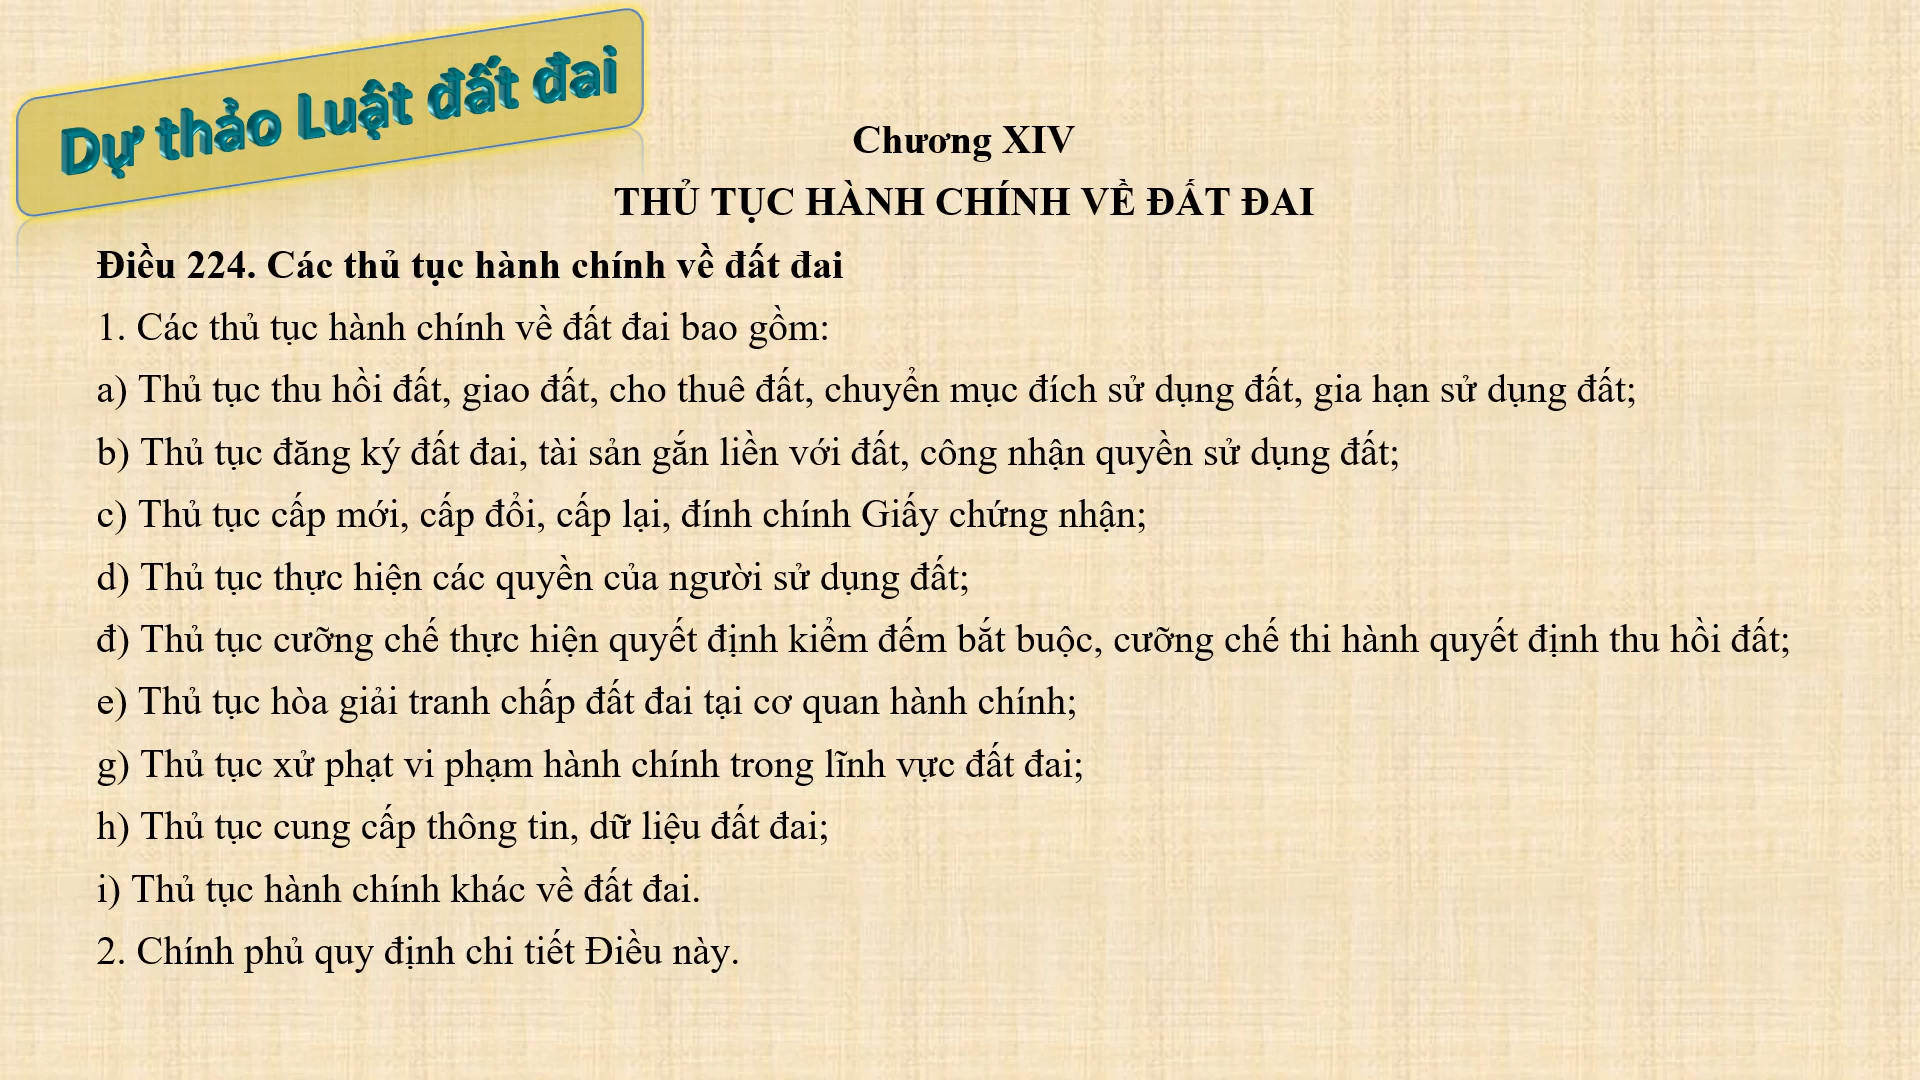 Dự thảo Luật đất đai
Chương XIV
THỦ TỤC HÀNH CHÍNH VỀ ĐẤT ĐAI
Điều 224. Các thủ tục hành chính về đất đai
1. Các thủ tục hành chính về đất đai bao gồm:
a) Thủ tục thu hồi đất, giao đất, cho thuê đất, chuyển mục đích sử dụng đất, gia hạn sử dụng đất;
b) Thủ tục đăng ký đất đai, tài sản gắn liền với đất, công nhận quyền sử dụng đất;
c) Thủ tục cấp mới, cấp đổi, cấp lại, đính chính Giấy chứng nhận;
d) Thủ tục thực hiện các quyền của người sử dụng đất;
đ) Thủ tục cưỡng chế thực hiện quyết định kiểm đếm bắt buộc, cưỡng chế thi hành quyết định thu hồi đất;
e) Thủ tục hòa giải tranh chấp đất đai tại cơ quan hành chính;
g) Thủ tục xử phạt vi phạm hành chính trong lĩnh vực đất đai;
h) Thủ tục cung cấp thông tin, dữ liệu đất đai;
i) Thủ tục hành chính khác về đất đai.
2. Chính phủ quy định chi tiết Điều này.